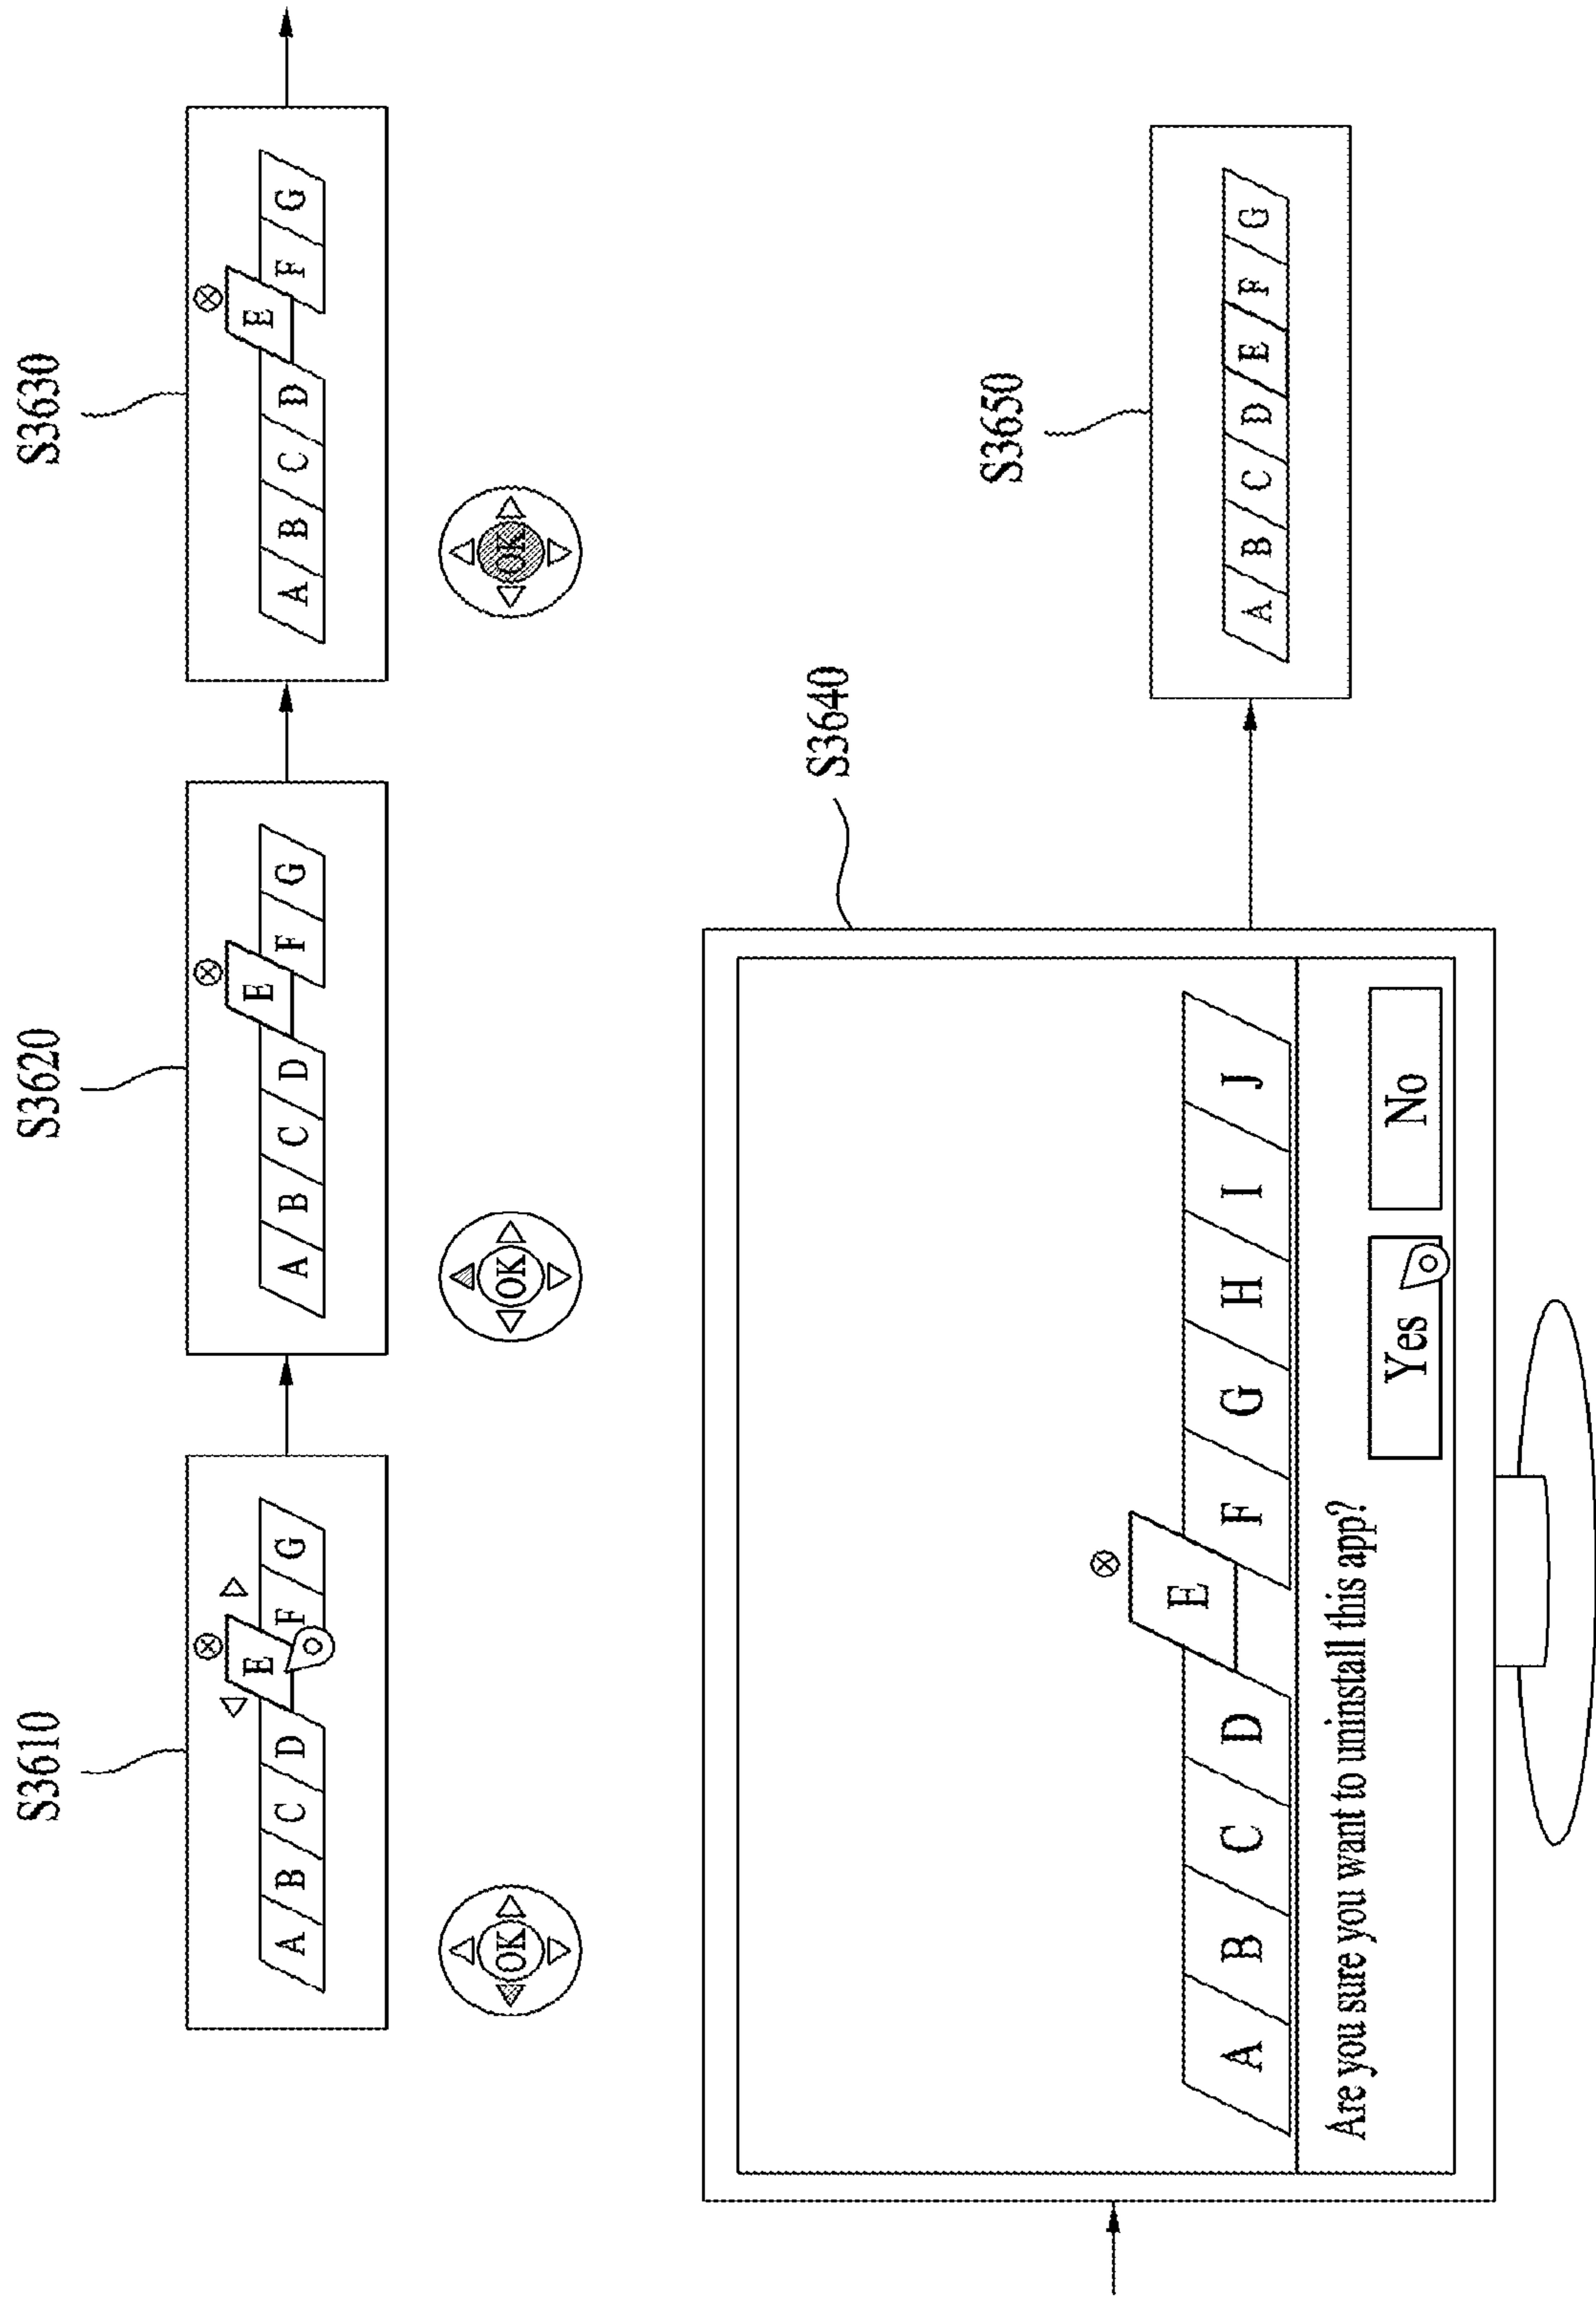 S3610
S3620
S3630
A B C D E F G
A B C D E F G
A B C D E F G
OK
OK
OK
S3640
S3650
A B C D E F G H I J
Are you sure you want to uninstall this app?
Yes
No
A B C D E F G